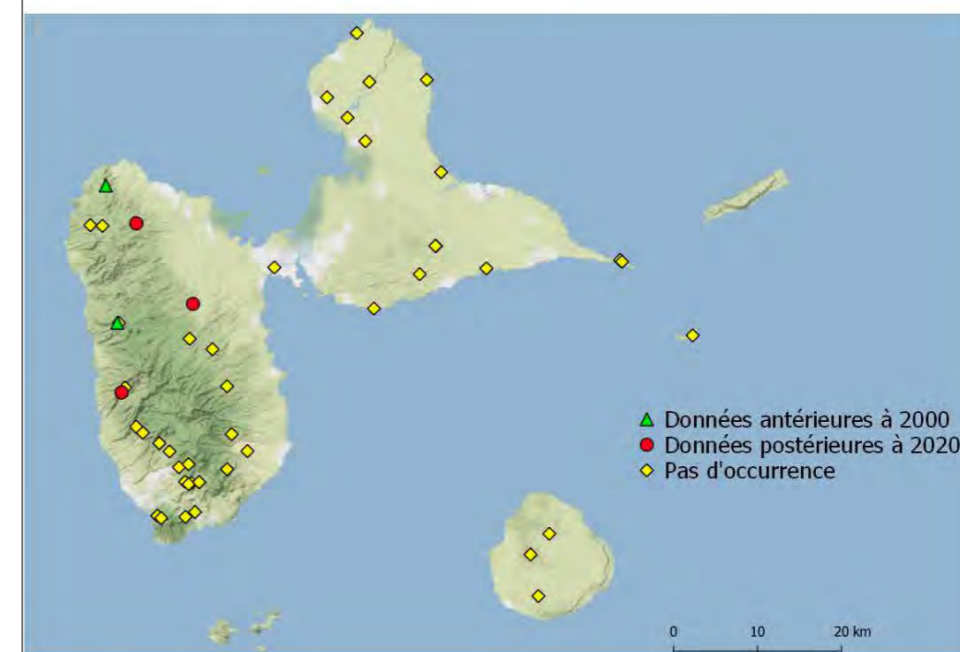 Données antérieures à 2000
Données postérieures à 2020
Pas d'occurrence
0 10 20 km